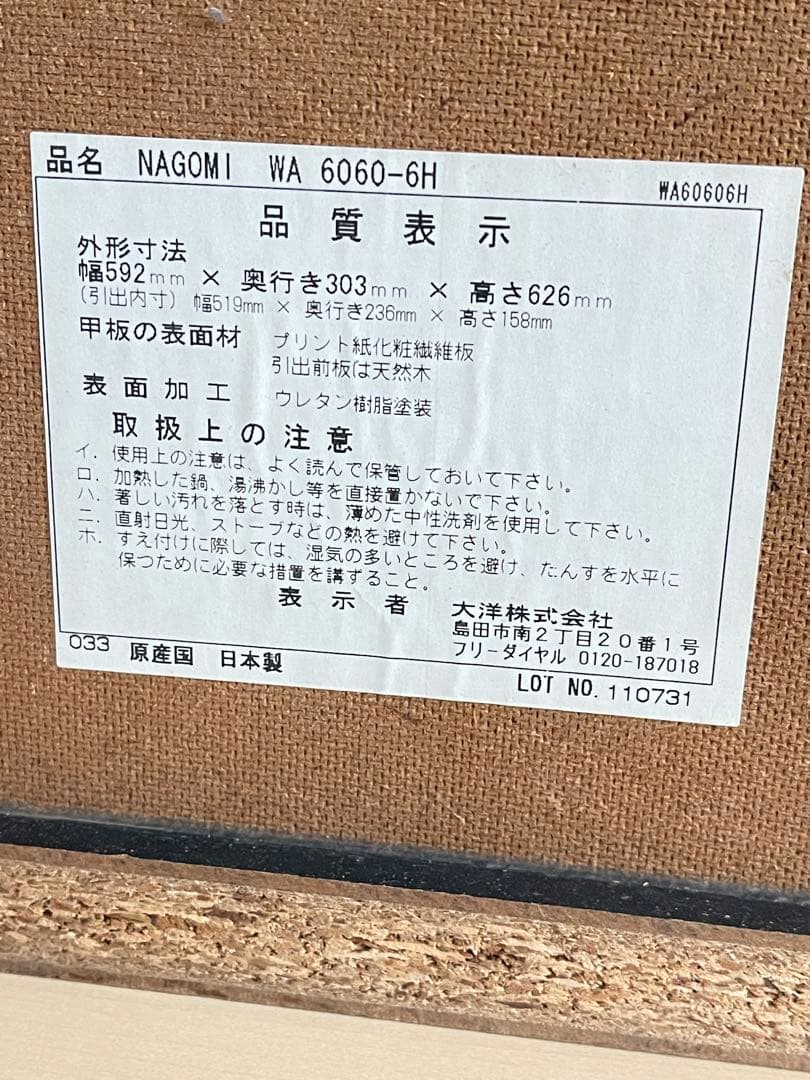 品名 NAGOMI WA 6060-6H WA60606H
品質表示
外形寸法
幅592mm × 奥行き303mm × 高さ626mm
(引出内寸) 幅519mm × 奥行き236mm × 高さ158mm
甲板の表面材 プリント紙化粧繊維板
引出前板は天然木
表面加工 ウレタン樹脂塗装
取扱上の注意
イ. 使用上の注意は、よく読んで保管しておいて下さい。
ロ. 加熱した鍋、湯沸かし等を直接置かないで下さい。
ハ. 著しい汚れを落とす時は、薄めた中性洗剤を使用して下さい。
ニ. 直射日光、ストーブなどの熱を避けて下さい。
ホ. すえ付けに際しては、湿気の多いところを避け、たんすを水平に
保つために必要な措置を講ずること。
表示者 大洋株式会社
島田市南2丁目20番1号
フリーダイヤル 0120-187018
033 原産国 日本製
LOT NO. 110731